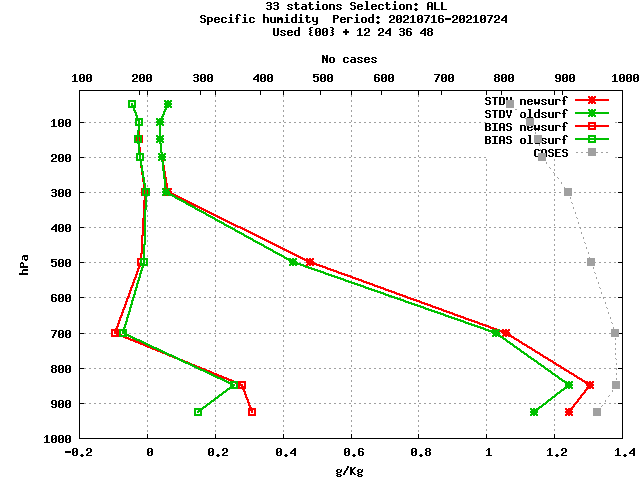 33 stations Selection: ALL
Specific humidity  Period: 20210716-20210724
Used {00} + 12 24 36 48
No cases
100 200 300 400 500 600 700 800 900 1000
STDV newsurf
STDV oldsurf
BIAS newsurf
BIAS oldsurf
CASES
100
200
300
400
500
600
700
800
900
1000
hPa
-0.2 0 0.2 0.4 0.6 0.8 1 1.2 1.4
g/Kg